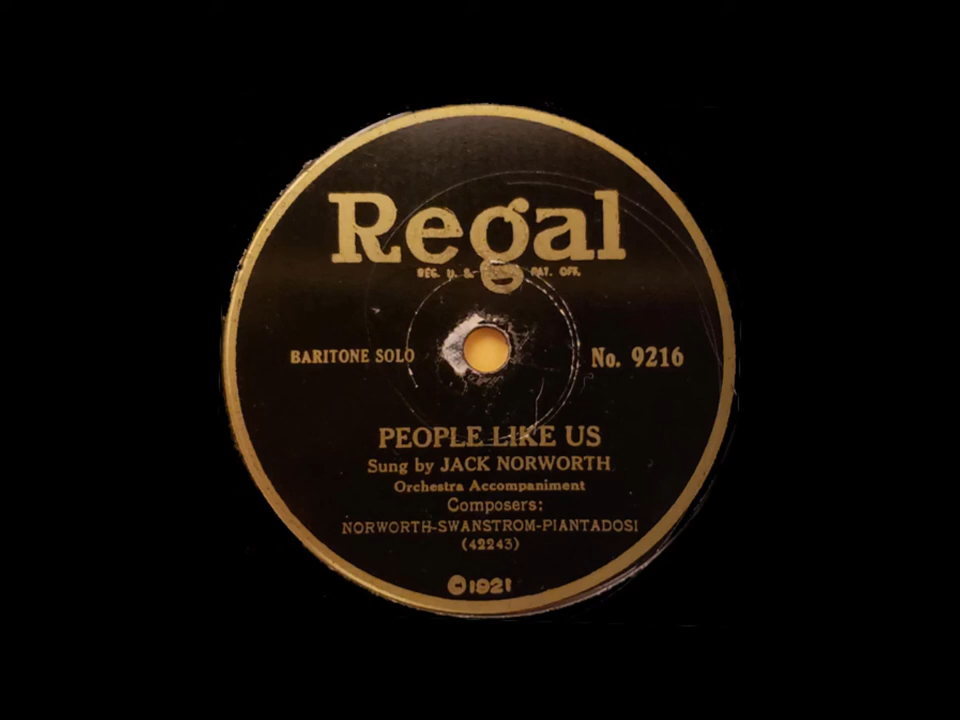 Regal
REG. U. S. PAT. OFF.
BARITONE SOLO
No. 9216
PEOPLE LIKE US
Sung by JACK NORWORTH
Orchestra Accompaniment
Composers:
NORWORTH-SWANSTROM-PIANTADOSI
(42243)
©1921